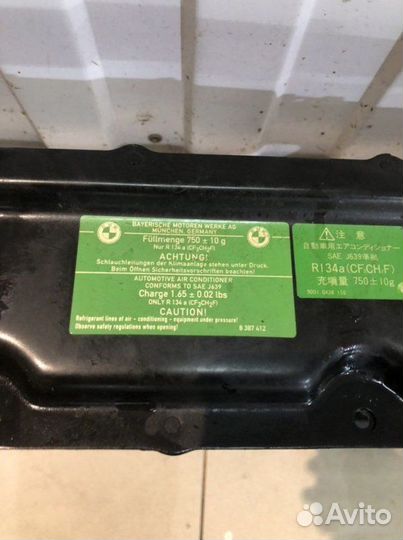 BAYERISCHE MOTOREN WERKE AG
MÜNCHEN, GERMANY
Füllmenge 750 ± 10 g
Nur R 134 a (CF₃CH₂F)
ACHTUNG!
Schlauchleitungen der Klimaanlage stehen unter Druck.
Beim Öffnen Sicherheitsvorschriften beachten!
AUTOMOTIVE AIR CONDITIONER
CONFORMS TO SAE J639
Charge 1.65 ± 0.02 lbs
ONLY R 134 a (CF₃CH₂F)
CAUTION!
Refrigerant lines of air - conditioning - equipment under pressure!
Observe safety regulations when opening!
8 387 412
注 意
自動車用エアコンディショナー
SAE J639準拠
R134a(CF₃CH₂F)
充填量 750±10g
Avito